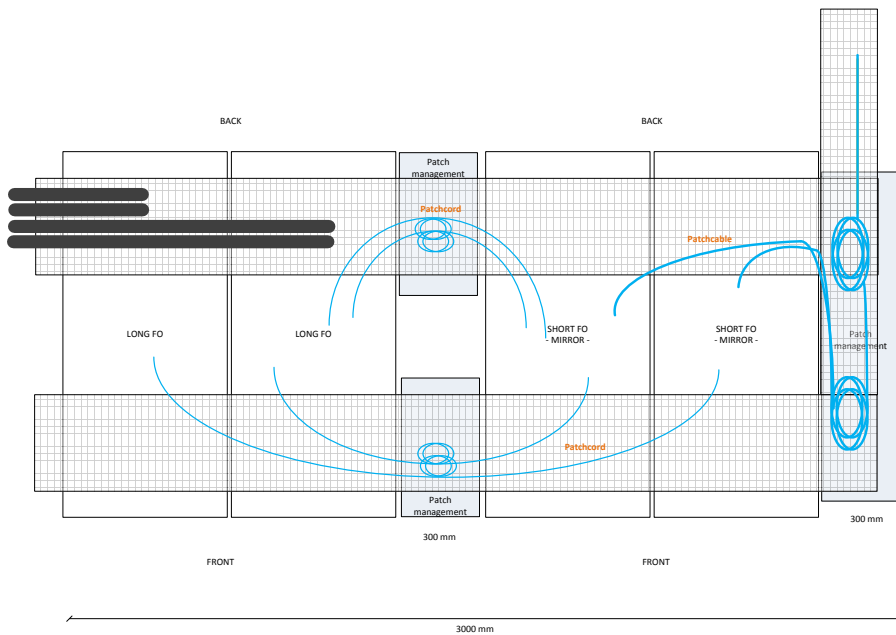 BACK
BACK
Patch
management
Patchcord
Patchcable
LONG FO
LONG FO
SHORT FO
- MIRROR -
SHORT FO
- MIRROR -
Patch
management
Patchcord
Patch
management
300 mm
300 mm
FRONT
FRONT
3000 mm